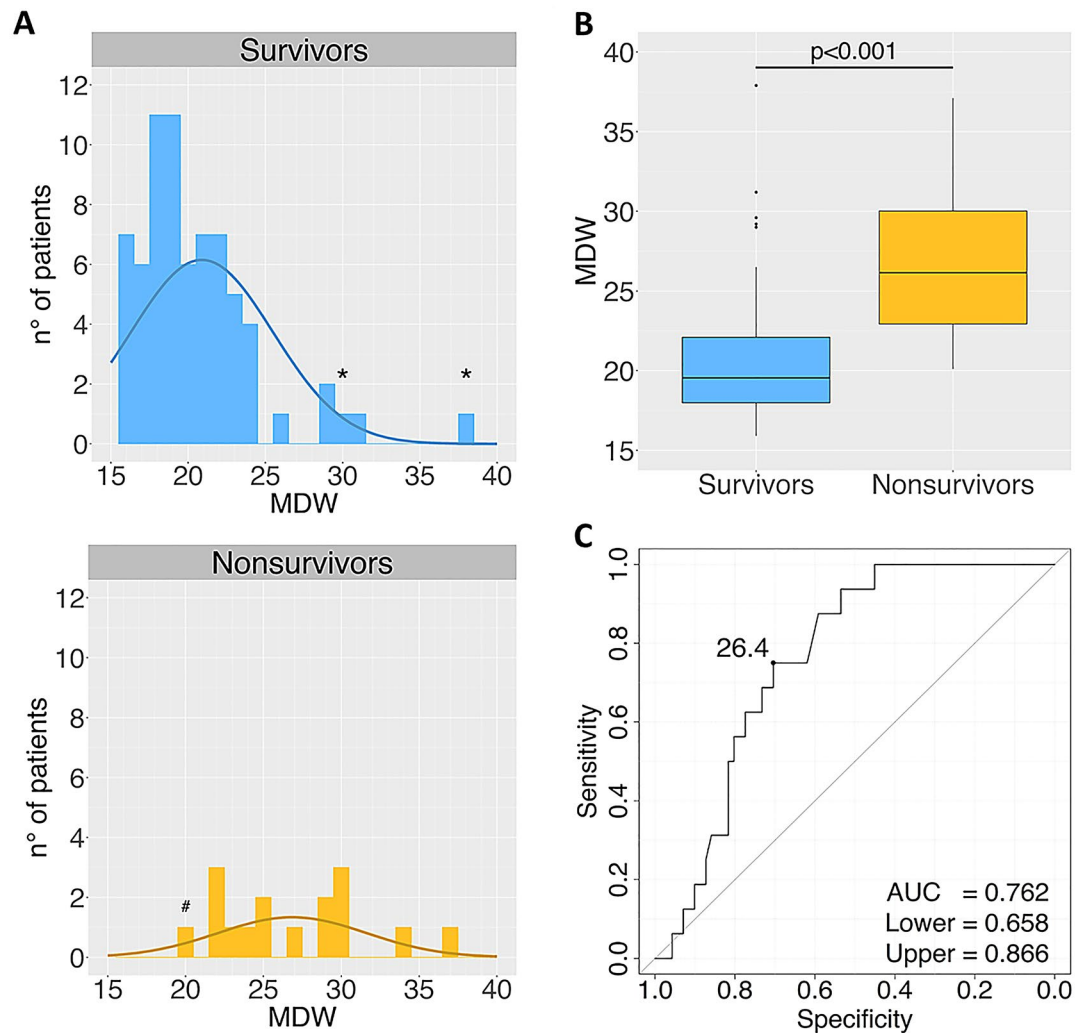 A
Survivors
12
10
8
6
4
2
0
n° of patients
*
*
15 20 25 30 35 40
MDW
Nonsurvivors
12
10
8
6
4
2
0
n° of patients
#
15 20 25 30 35 40
MDW
B
p<0.001
40
35
30
25
20
15
MDW
Survivors Nonsurvivors
C
1.0
0.8
0.6
0.4
0.2
0.0
Sensitivity
26.4
AUC = 0.762
Lower = 0.658
Upper = 0.866
1.0 0.8 0.6 0.4 0.2 0.0
Specificity